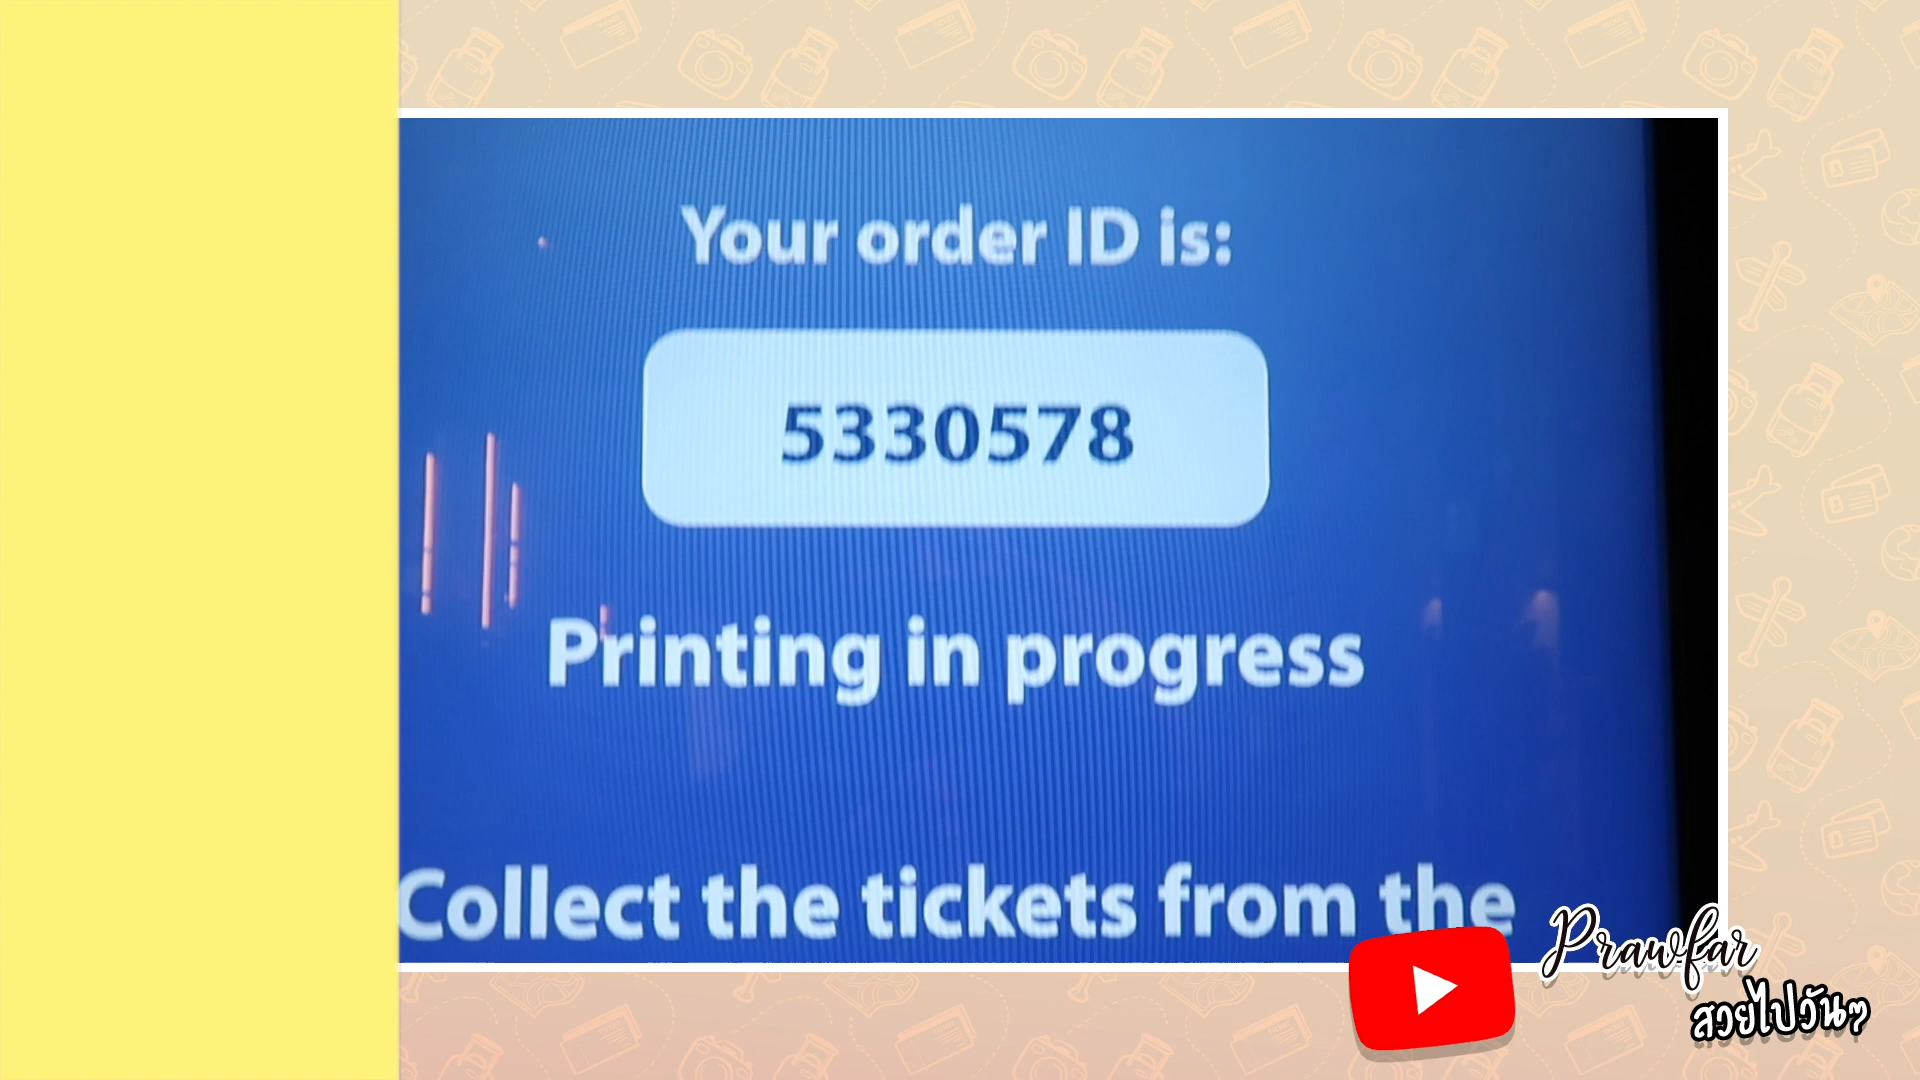 Your order ID is:
5330578
Printing in progress
Collect the tickets from the
Prawfar
สวยไปวันๆ